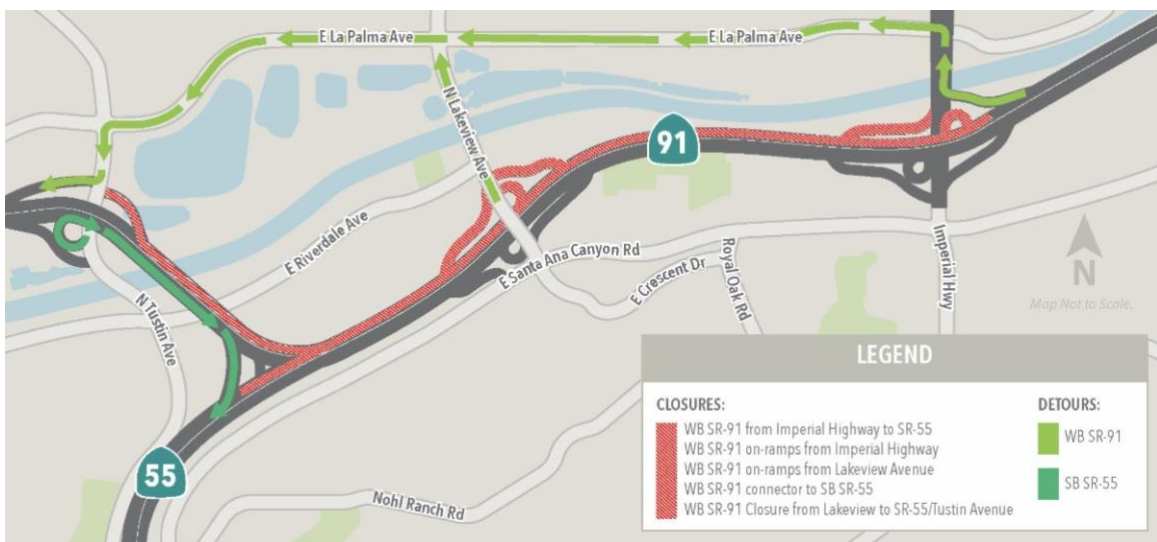 E La Palma Ave
E La Palma Ave
N Lakeview Ave
91
E Riverdale Ave
E Santa Ana Canyon Rd
E Crescent Dr
Royal Oak Rd
Imperial Hwy
N
Map Not to Scale.
N Tustin Ave
55
Nohl Ranch Rd
LEGEND
CLOSURES:
WB SR-91 from Imperial Highway to SR-55
WB SR-91 on-ramps from Imperial Highway
WB SR-91 on-ramps from Lakeview Avenue
WB SR-91 connector to SB SR-55
WB SR-91 Closure from Lakeview to SR-55/Tustin Avenue
DETOURS:
WB SR-91
SB SR-55